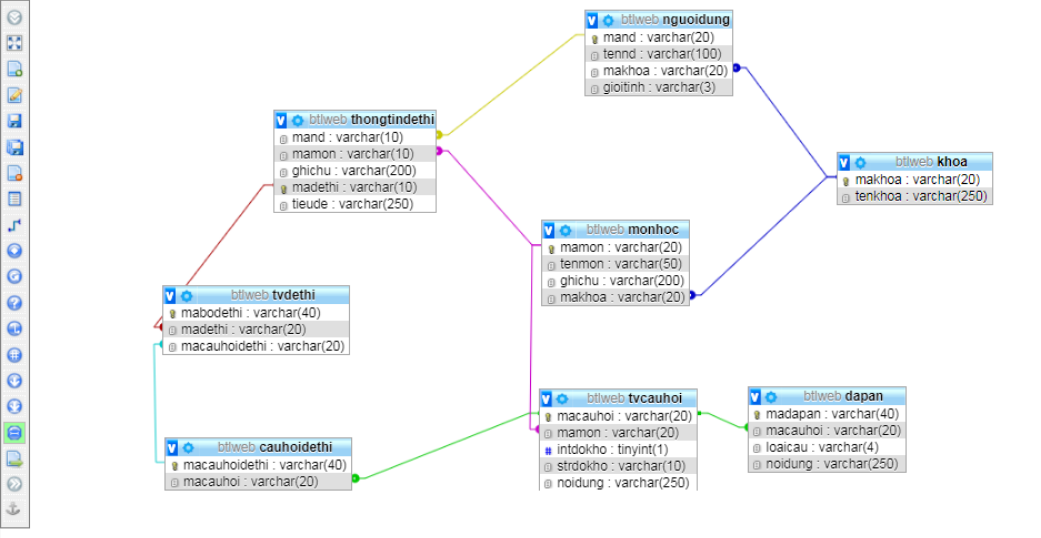 btlweb nguoidung
mand : varchar(20)
tennd : varchar(100)
makhoa : varchar(20)
gioitinh : varchar(3)
btlweb thongtindethi
mand : varchar(10)
mamon : varchar(10)
ghichu : varchar(200)
madethi : varchar(10)
tieude : varchar(250)
btlweb khoa
makhoa : varchar(20)
tenkhoa : varchar(250)
btlweb monhoc
mamon : varchar(20)
tenmon : varchar(50)
ghichu : varchar(200)
makhoa : varchar(20)
btlweb tvdethi
mabodethi : varchar(40)
madethi : varchar(20)
macauhoidethi : varchar(20)
btlweb tvcauhoi
macauhoi : varchar(20)
mamon : varchar(20)
# intdokho : tinyint(1)
strdokho : varchar(10)
noidung : varchar(250)
btlweb dapan
madapan : varchar(40)
macauhoi : varchar(20)
loaicau : varchar(4)
noidung : varchar(250)
btlweb cauhoidethi
macauhoidethi : varchar(40)
macauhoi : varchar(20)